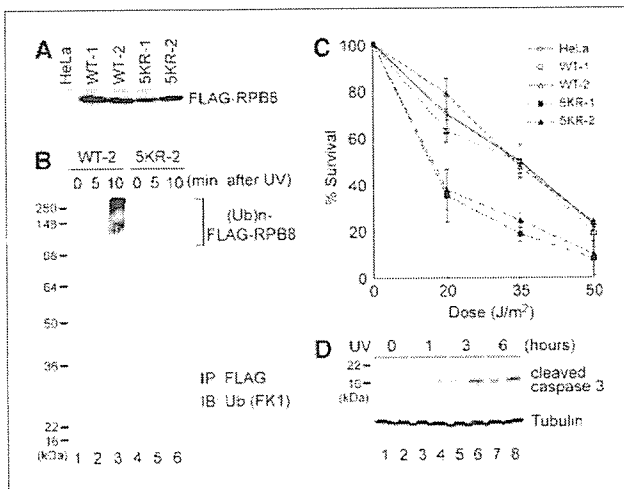 A
HeLa
WT-1
WT-2
5KR-1
5KR-2
FLAG-RPB8
B
WT-2 5KR-2
0 5 10 0 5 10 (min. after UV)
250
148
98
64
50
36
22
16
(kDa)
(Ub)n-
FLAG-RPB8
IP: FLAG
IB: Ub (FK1)
1 2 3 4 5 6
C
% Survival
100
80
60
40
20
0
0 20 35 50
Dose (J/m²)
HeLa
WT-1
WT-2
5KR-1
5KR-2
D
UV 0 1 3 6 (hours)
22
16
(kDa)
cleaved
caspase 3
Tubulin
1 2 3 4 5 6 7 8